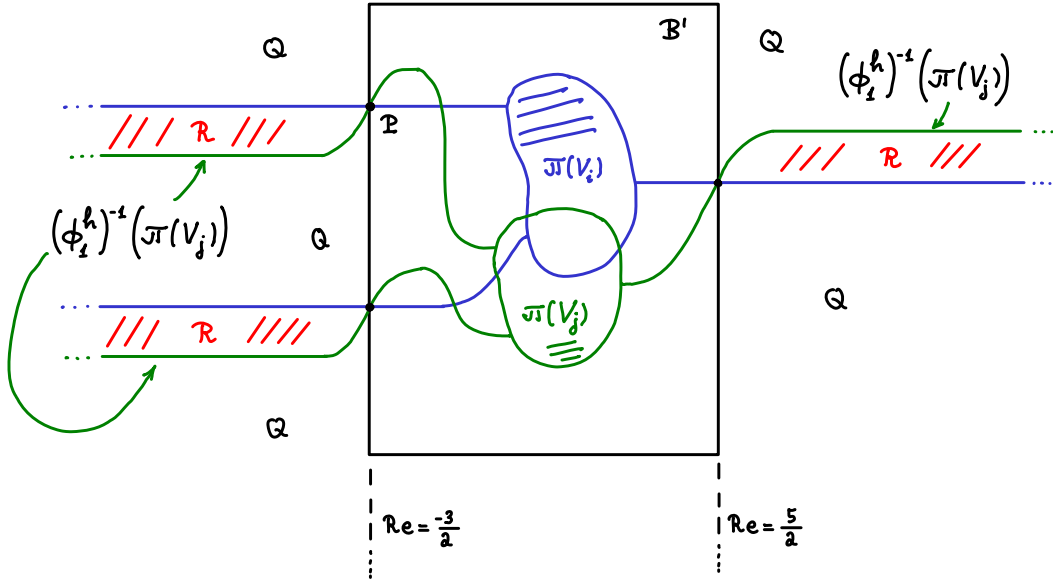 B'
Q
Q
(ϕ₁ʰ)⁻¹(π(Vⱼ))
P
R
π(Vᵢ)
R
(ϕ₁ʰ)⁻¹(π(Vⱼ))
Q
Q
R
π(Vⱼ)
Q
Re = -3/2
Re = 5/2